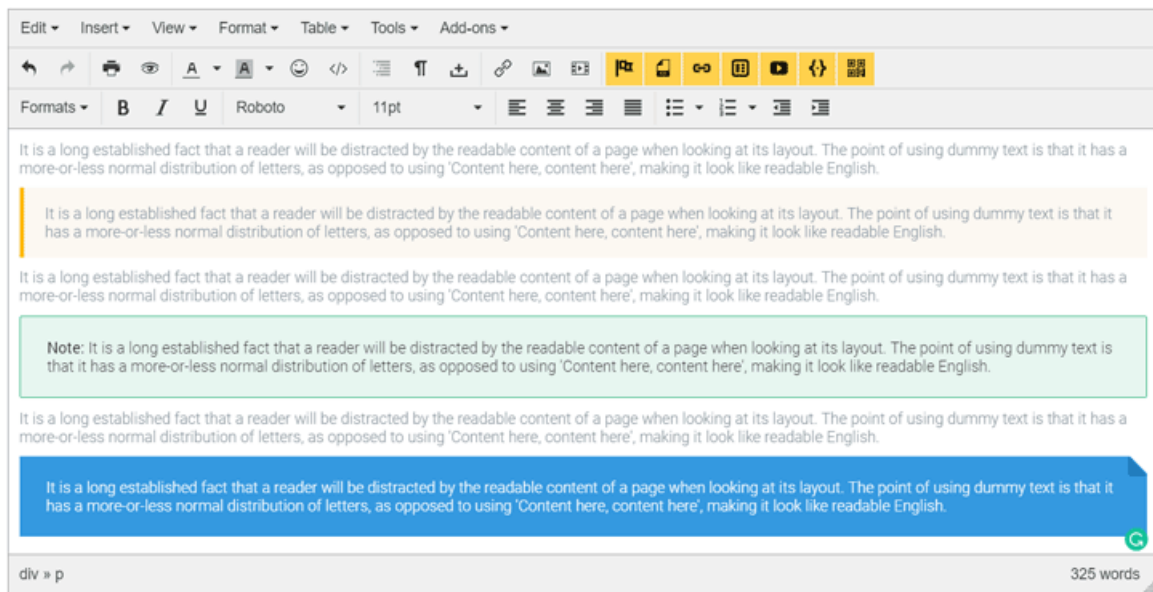 Edit Insert View Format Table Tools Add-ons
A A
Formats B I U Roboto 11pt
It is a long established fact that a reader will be distracted by the readable content of a page when looking at its layout. The point of using dummy text is that it has a
more-or-less normal distribution of letters, as opposed to using 'Content here, content here', making it look like readable English.
It is a long established fact that a reader will be distracted by the readable content of a page when looking at its layout. The point of using dummy text is that it
has a more-or-less normal distribution of letters, as opposed to using 'Content here, content here', making it look like readable English.
It is a long established fact that a reader will be distracted by the readable content of a page when looking at its layout. The point of using dummy text is that it has a
more-or-less normal distribution of letters, as opposed to using 'Content here, content here', making it look like readable English.
Note: It is a long established fact that a reader will be distracted by the readable content of a page when looking at its layout. The point of using dummy text is
that it has a more-or-less normal distribution of letters, as opposed to using 'Content here, content here', making it look like readable English.
It is a long established fact that a reader will be distracted by the readable content of a page when looking at its layout. The point of using dummy text is that it has a
more-or-less normal distribution of letters, as opposed to using 'Content here, content here', making it look like readable English.
It is a long established fact that a reader will be distracted by the readable content of a page when looking at its layout. The point of using dummy text is that it
has a more-or-less normal distribution of letters, as opposed to using 'Content here, content here', making it look like readable English.
div » p 325 words